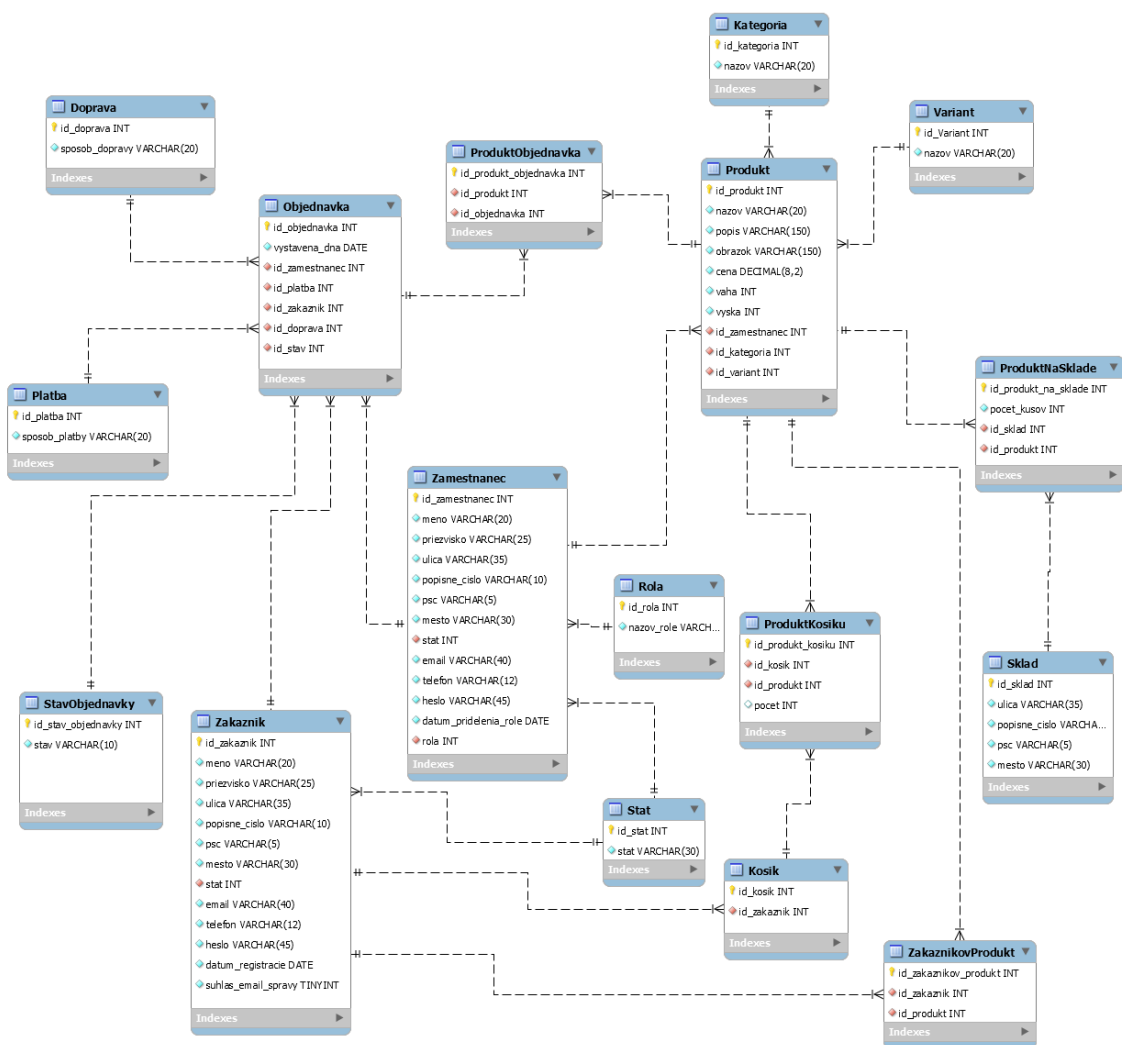 Kategoria
id_kategoria INT
nazov VARCHAR(20)
Indexes
Doprava
id_doprava INT
sposob_dopravy VARCHAR(20)
Indexes
Variant
id_Variant INT
nazov VARCHAR(20)
Indexes
ProduktObjednavka
id_produkt_objednavka INT
id_produkt INT
id_objednavka INT
Indexes
Produkt
id_produkt INT
nazov VARCHAR(20)
popis VARCHAR(150)
obrazok VARCHAR(150)
cena DECIMAL(8,2)
vaha INT
vyska INT
id_zamestnanec INT
id_kategoria INT
id_variant INT
Indexes
Objednavka
id_objednavka INT
vystavena_dna DATE
id_zamestnanec INT
id_platba INT
id_zakaznik INT
id_doprava INT
id_stav INT
Indexes
ProduktNaSklade
id_produkt_na_sklade INT
pocet_kusov INT
id_sklad INT
id_produkt INT
Indexes
Platba
id_platba INT
sposob_platby VARCHAR(20)
Indexes
Zamestnanec
id_zamestnanec INT
meno VARCHAR(20)
priezvisko VARCHAR(25)
ulica VARCHAR(35)
popisne_cislo VARCHAR(10)
psc VARCHAR(5)
mesto VARCHAR(30)
stat INT
email VARCHAR(40)
telefon VARCHAR(12)
heslo VARCHAR(45)
datum_pridelenia_role DATE
rola INT
Indexes
Rola
id_rola INT
nazov_role VARCH...
Indexes
ProduktKosiku
id_produkt_kosiku INT
id_kosik INT
id_produkt INT
pocet INT
Indexes
Sklad
id_sklad INT
ulica VARCHAR(35)
popisne_cislo VARCHA...
psc VARCHAR(5)
mesto VARCHAR(30)
Indexes
StavObjednavky
id_stav_objednavky INT
stav VARCHAR(10)
Indexes
Zakaznik
id_zakaznik INT
meno VARCHAR(20)
priezvisko VARCHAR(25)
ulica VARCHAR(35)
popisne_cislo VARCHAR(10)
psc VARCHAR(5)
mesto VARCHAR(30)
stat INT
email VARCHAR(40)
telefon VARCHAR(12)
heslo VARCHAR(45)
datum_registracie DATE
suhlas_email_spravy TINYINT
Indexes
Stat
id_stat INT
stat VARCHAR(30)
Indexes
Kosik
id_kosik INT
id_zakaznik INT
Indexes
ZakaznikovProdukt
id_zakaznikov_produkt INT
id_zakaznik INT
id_produkt INT
Indexes